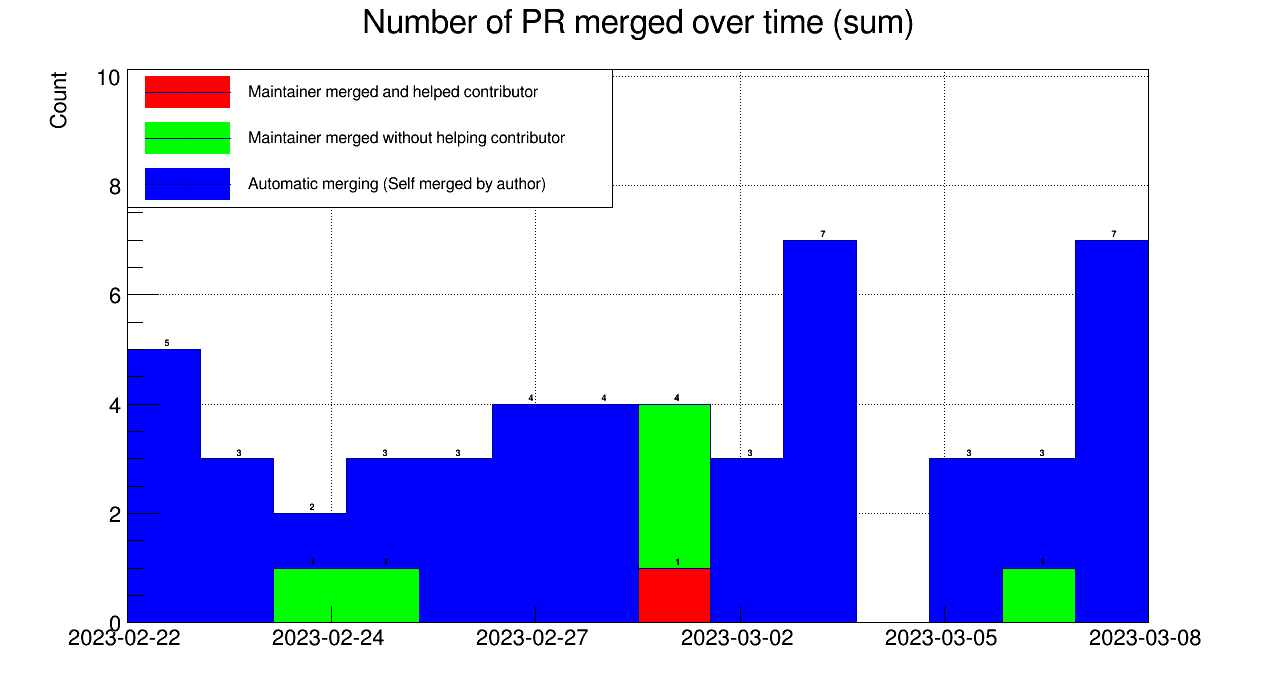 Number of PR merged over time (sum)
Count
10
Maintainer merged and helped contributor
Maintainer merged without helping contributor
8
Automatic merging (Self merged by author)
7 7
6
5
4
4 4 4
3 3 3 3 3 3
2
2
1 1 1 1
0
2023-02-22 2023-02-24 2023-02-27 2023-03-02 2023-03-05 2023-03-08